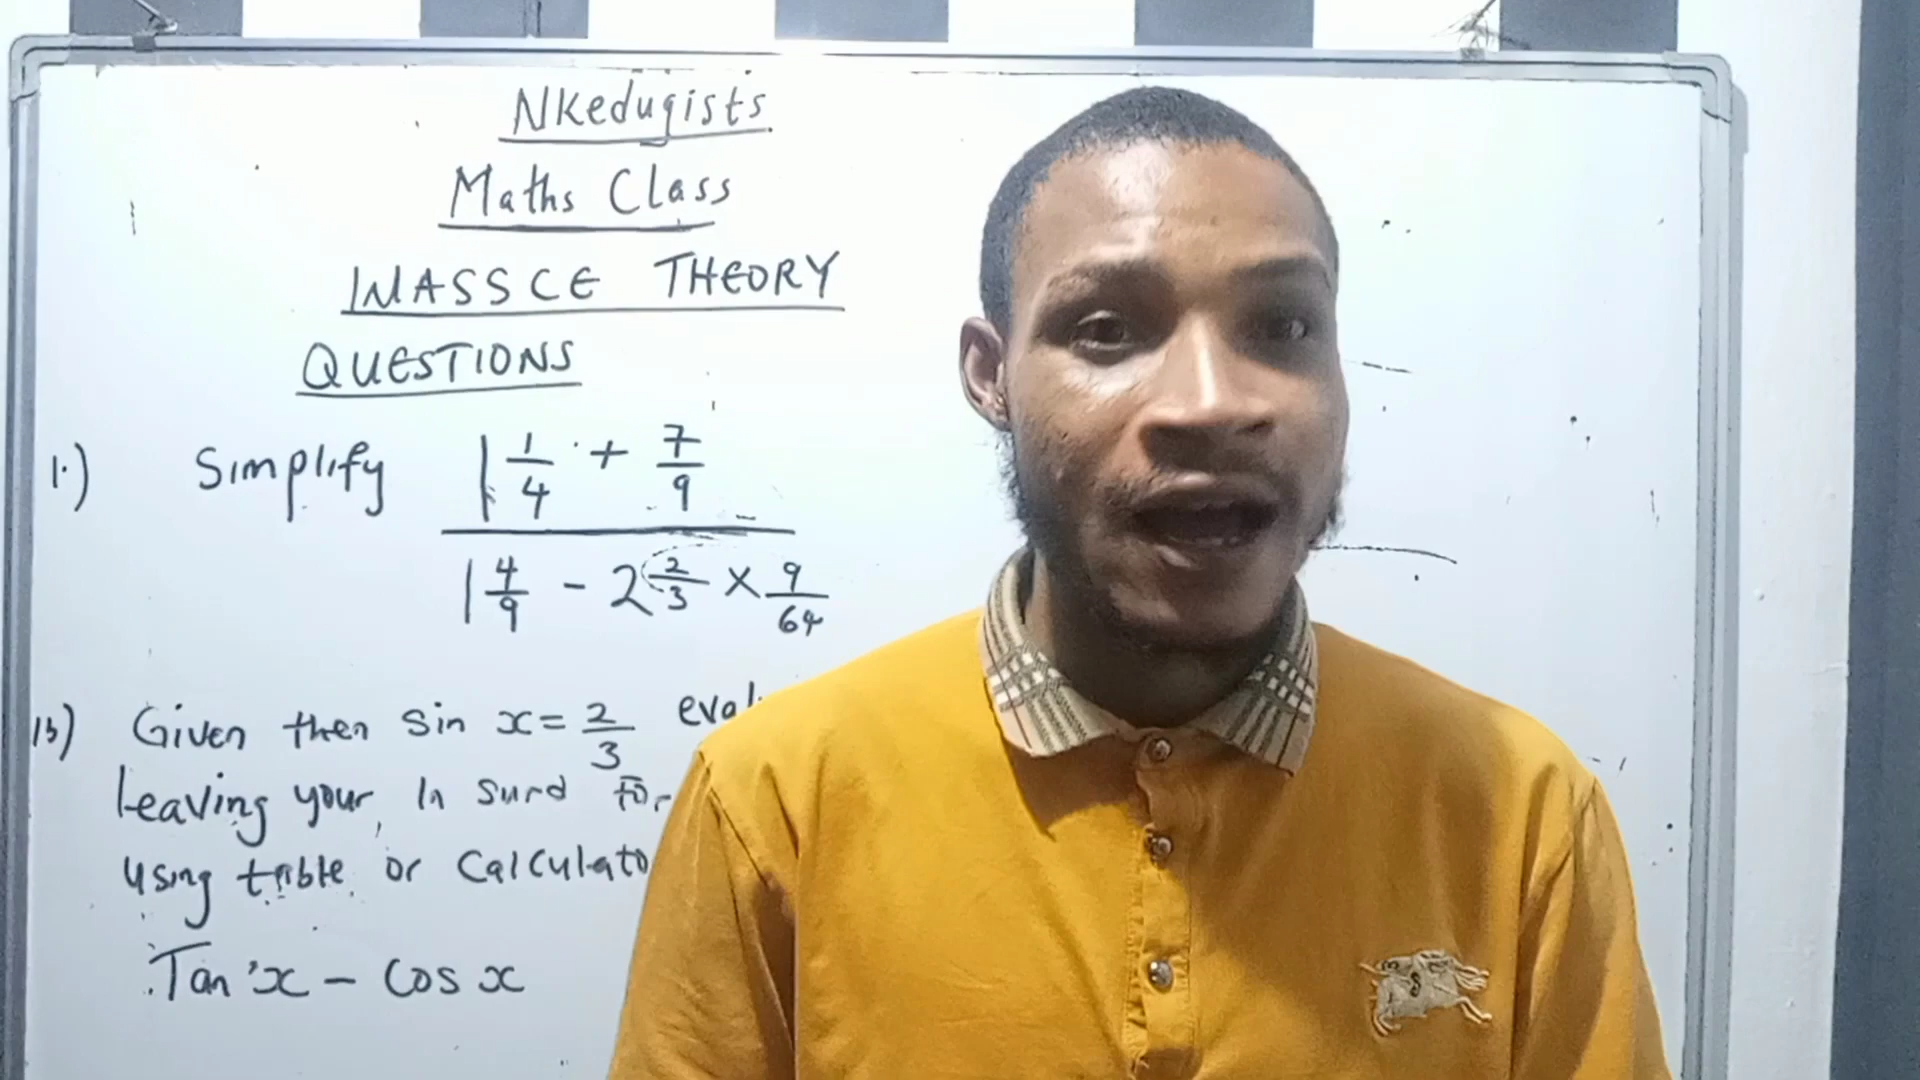 NKedugists
Maths Class
WASSCE THEORY
QUESTIONS
1.) Simplify 1 1/4 + 7/9
1 4/9 - 2 2/3 × 9/64
1b) Given then sin x = 2/3
leaving your in surd
using table or
Tan x - Cos x